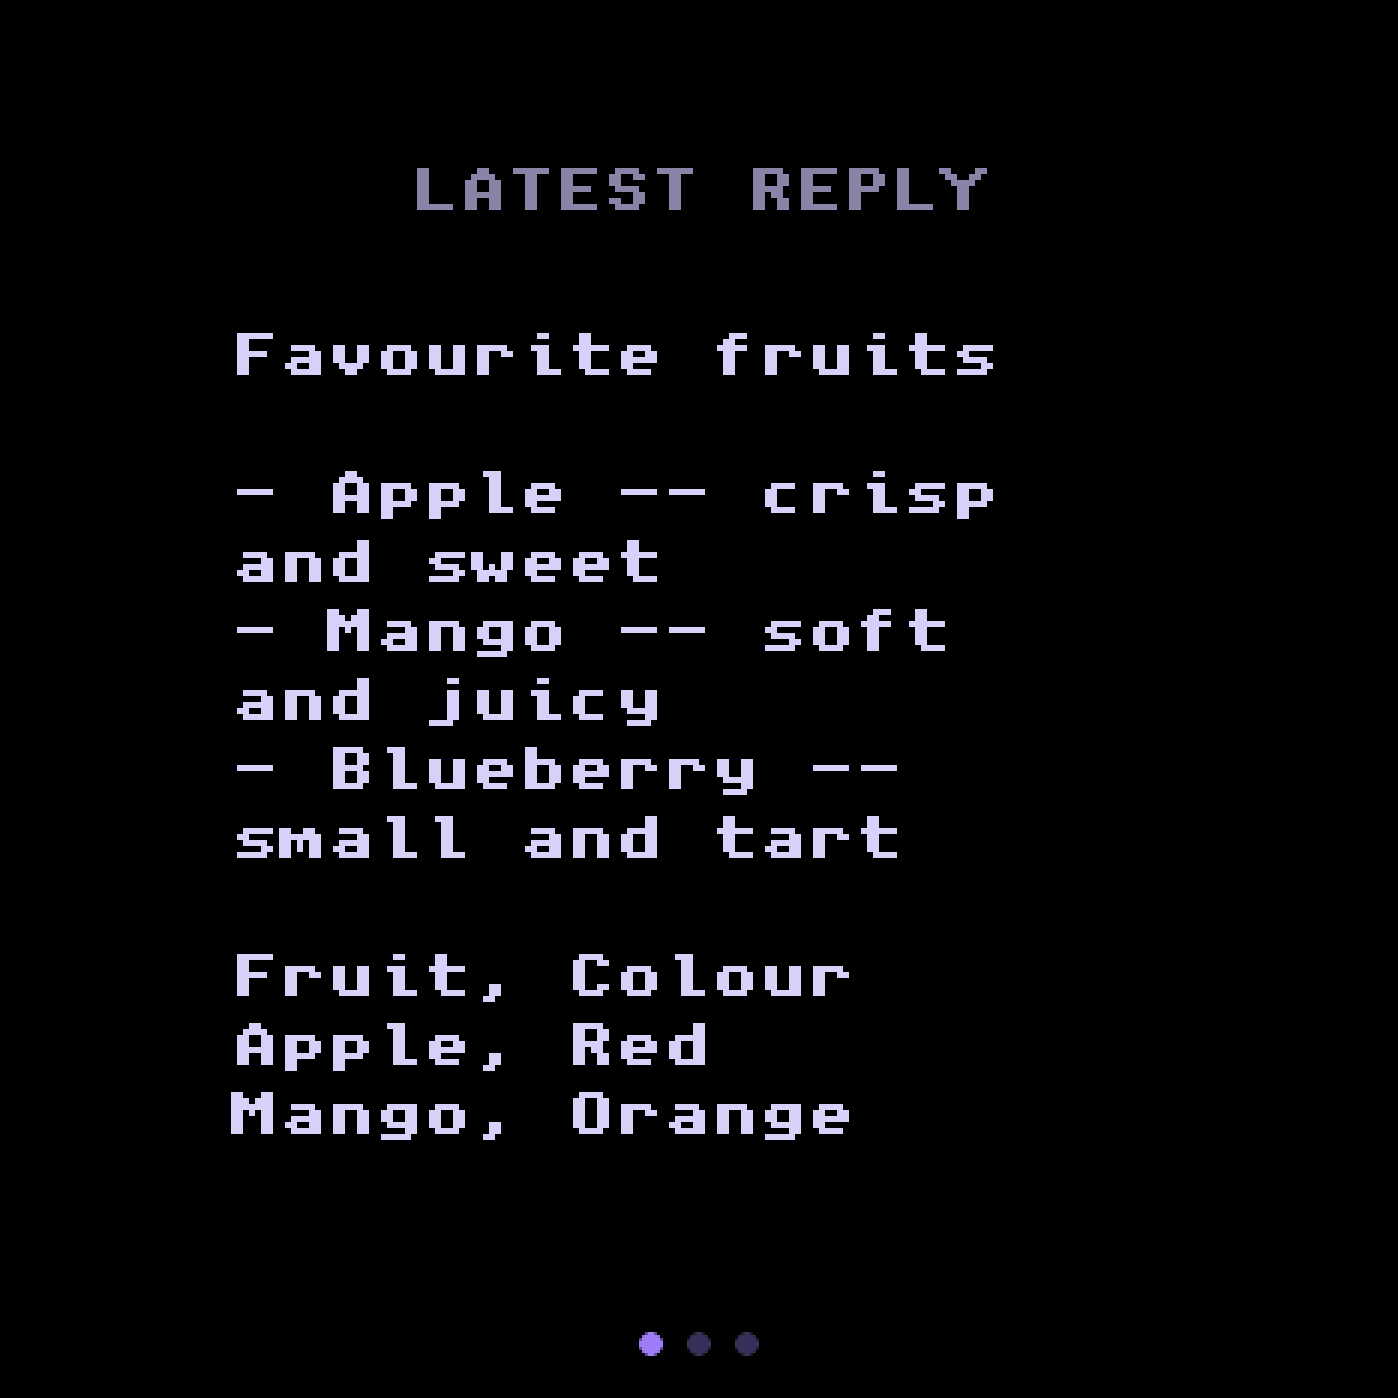 LATEST REPLY
Favourite fruits
- Apple -- crisp
and sweet
- Mango -- soft
and juicy
- Blueberry --
small and tart
Fruit, Colour
Apple, Red
Mango, Orange